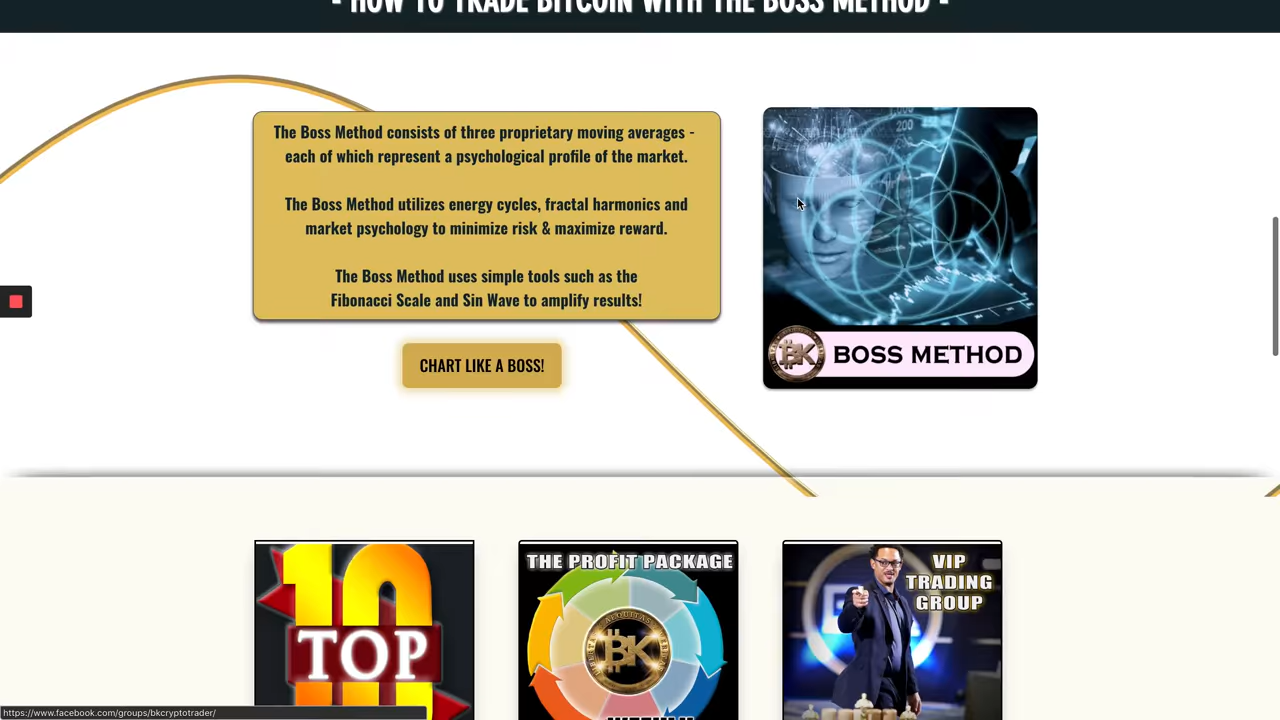 - HOW TO TRADE BITCOIN WITH THE BOSS METHOD -
The Boss Method consists of three proprietary moving averages -
each of which represent a psychological profile of the market.
The Boss Method utilizes energy cycles, fractal harmonics and
market psychology to minimize risk & maximize reward.
The Boss Method uses simple tools such as the
Fibonacci Scale and Sin Wave to amplify results!
CHART LIKE A BOSS!
200
BK
BOSS METHOD
10
TOP
THE PROFIT PACKAGE
BK
VIP
TRADING
GROUP
https://www.facebook.com/groups/bkcryptotrader/